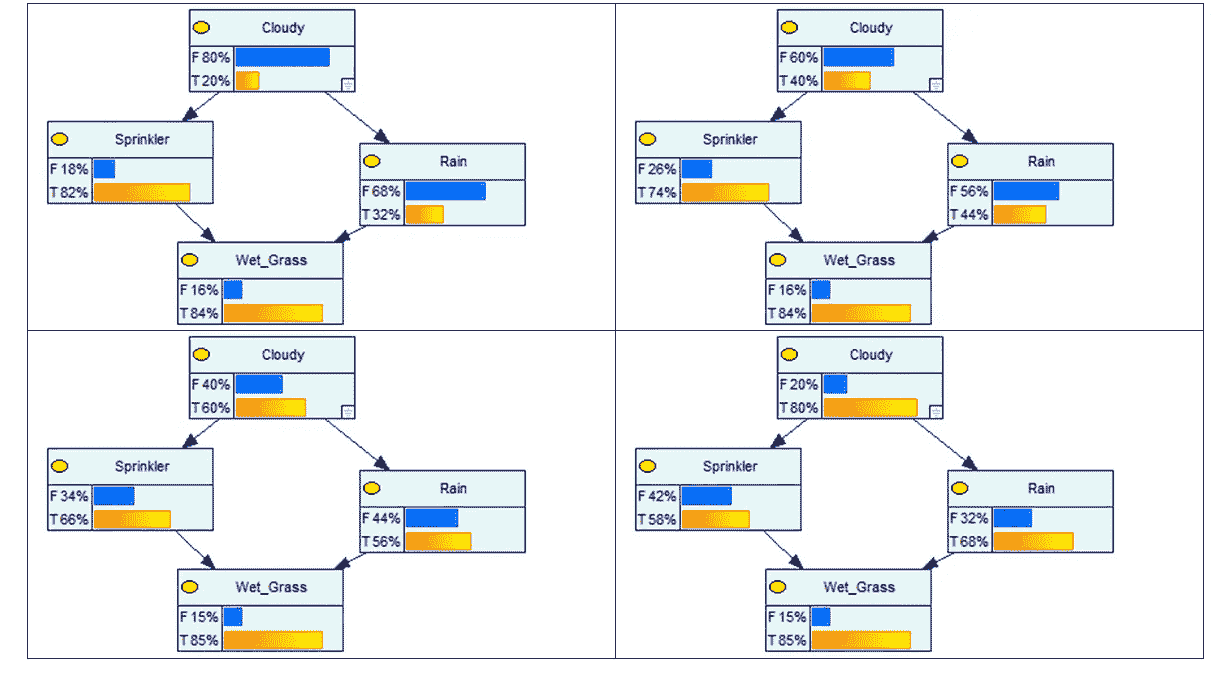 Cloudy
F 80%
T 20%
Sprinkler
F 18%
T 82%
Rain
F 68%
T 32%
Wet_Grass
F 16%
T 84%
Cloudy
F 60%
T 40%
Sprinkler
F 26%
T 74%
Rain
F 56%
T 44%
Wet_Grass
F 16%
T 84%
Cloudy
F 40%
T 60%
Sprinkler
F 34%
T 66%
Rain
F 44%
T 56%
Wet_Grass
F 15%
T 85%
Cloudy
F 20%
T 80%
Sprinkler
F 42%
T 58%
Rain
F 32%
T 68%
Wet_Grass
F 15%
T 85%